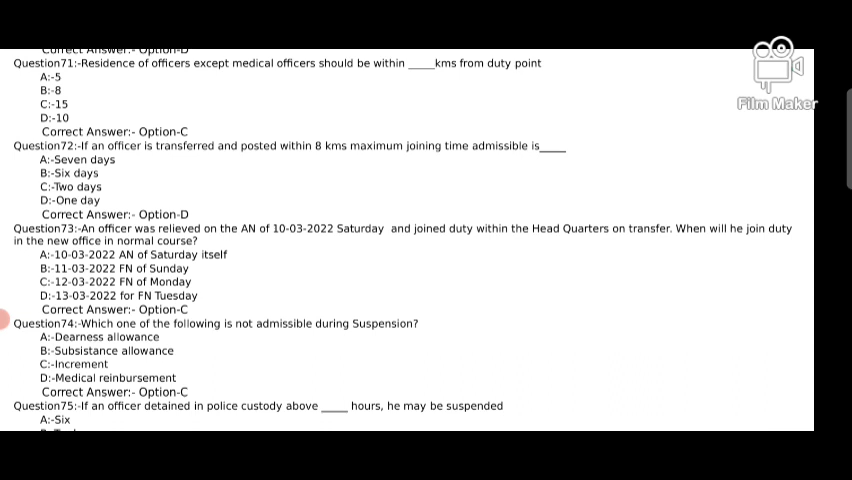 Correct Answer:- Option-D
Question71:-Residence of officers except medical officers should be within _____kms from duty point
A:-5
B:-8
C:-15
D:-10
Correct Answer:- Option-C
Question72:-If an officer is transferred and posted within 8 kms maximum joining time admissible is_____
A:-Seven days
B:-Six days
C:-Two days
D:-One day
Correct Answer:- Option-D
Question73:-An officer was relieved on the AN of 10-03-2022 Saturday and joined duty within the Head Quarters on transfer. When will he join duty
in the new office in normal course?
A:-10-03-2022 AN of Saturday itself
B:-11-03-2022 FN of Sunday
C:-12-03-2022 FN of Monday
D:-13-03-2022 for FN Tuesday
Correct Answer:- Option-C
Question74:-Which one of the following is not admissible during Suspension?
A:-Dearness allowance
B:-Subsistance allowance
C:-Increment
D:-Medical reinbursement
Correct Answer:- Option-C
Question75:-If an officer detained in police custody above _____ hours, he may be suspended
A:-Six
Film Maker